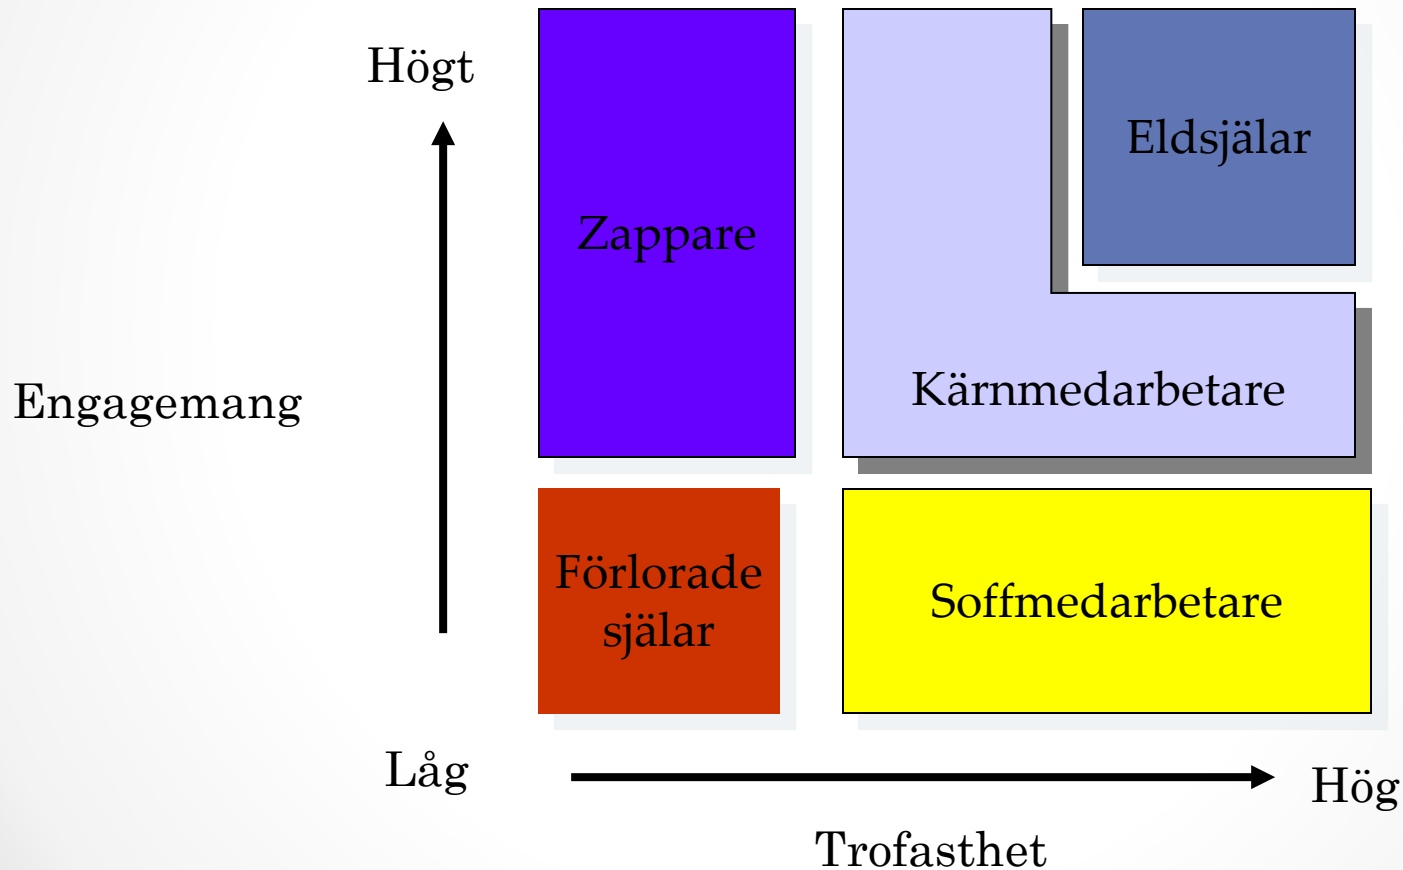 Högt
Eldsjälar
Zappare
Kärnmedarbetare
Engagemang
Förlorade
själar
Soffmedarbetare
Låg
Hög
Trofasthet